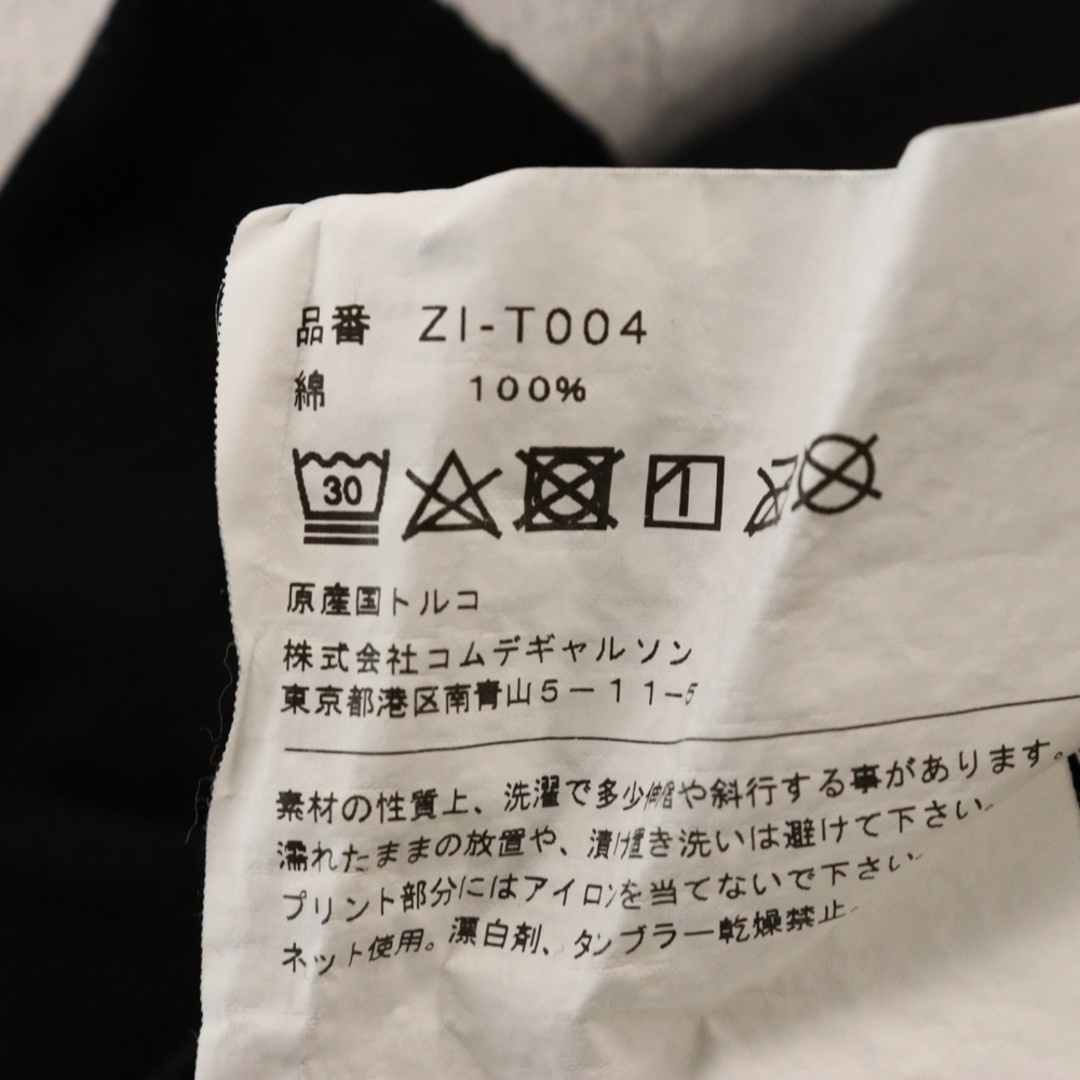 品番 ZI-T004
綿 100%
30
原産国トルコ
株式会社コムデギャルソン
東京都港区南青山5-11-5
素材の性質上、洗濯で多少伸縮や斜行する事があります。
濡れたままの放置や、漬け置き洗いは避けて下さい。
プリント部分にはアイロンを当てないで下さい。
ネット使用。漂白剤、タンブラー乾燥禁止。